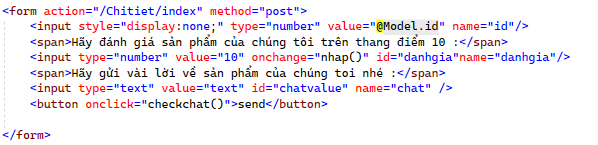 <form action="/Chitiet/index" method="post">
<input style="display:none;" type="number" value="@Model.id" name="id"/>
<span>Hãy đánh giá sản phẩm của chúng tôi trên thang điểm 10 :</span>
<input type="number" value="10" onchange="nhap()" id="danhgia"name="danhgia"/>
<span>Hãy gửi vài lời về sản phẩm của chúng toi nhé :</span>
<input type="text" value="text" id="chatvalue" name="chat" />
<button onclick="checkchat()">send</button>
</form>